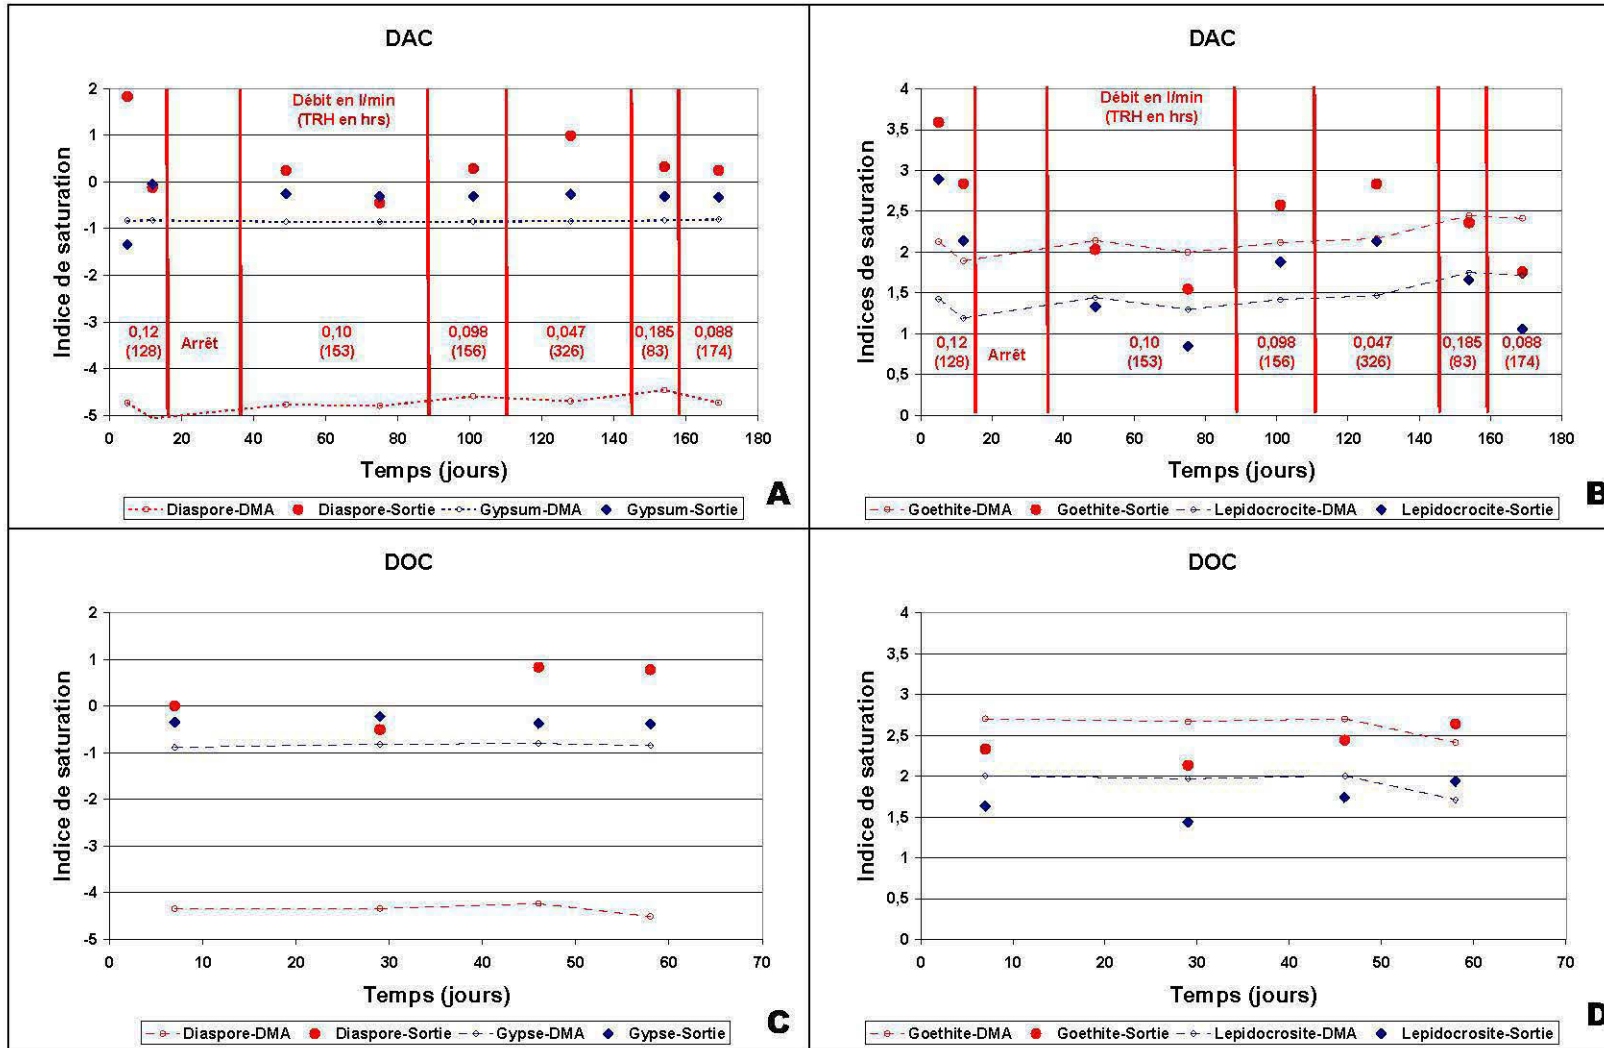 DAC
Indice de saturation
2
1
0
-1
-2
-3
-4
-5
Débit en l/min
(TRH en hrs)
0,12
(128)
Arrêt
0,10
(153)
0,098
(156)
0,047
(326)
0,185
(83)
0,088
(174)
0 20 40 60 80 100 120 140 160 180
Temps (jours)
A
Diaspore-DMA Diaspore-Sortie Gypsum-DMA Gypsum-Sortie
DAC
Indices de saturation
4
3,5
3
2,5
2
1,5
1
0,5
0
Débit en l/min
(TRH en hrs)
0,12
(128)
Arrêt
0,10
(153)
0,098
(156)
0,047
(326)
0,185
(83)
0,088
(174)
0 20 40 60 80 100 120 140 160 180
Temps (jours)
B
Goethite-DMA Goethite-Sortie Lepidocrocite-DMA Lepidocrocite-Sortie
DOC
Indice de saturation
2
1
0
-1
-2
-3
-4
-5
0 10 20 30 40 50 60 70
Temps (jours)
C
Diaspore-DMA Diaspore-Sortie Gypse-DMA Gypse-Sortie
DOC
Indice de saturation
4
3,5
3
2,5
2
1,5
1
0,5
0
0 10 20 30 40 50 60 70
Temps (jours)
D
Goethite-DMA Goethite-Sortie Lepidocrosite-DMA Lepidocrosite-Sortie